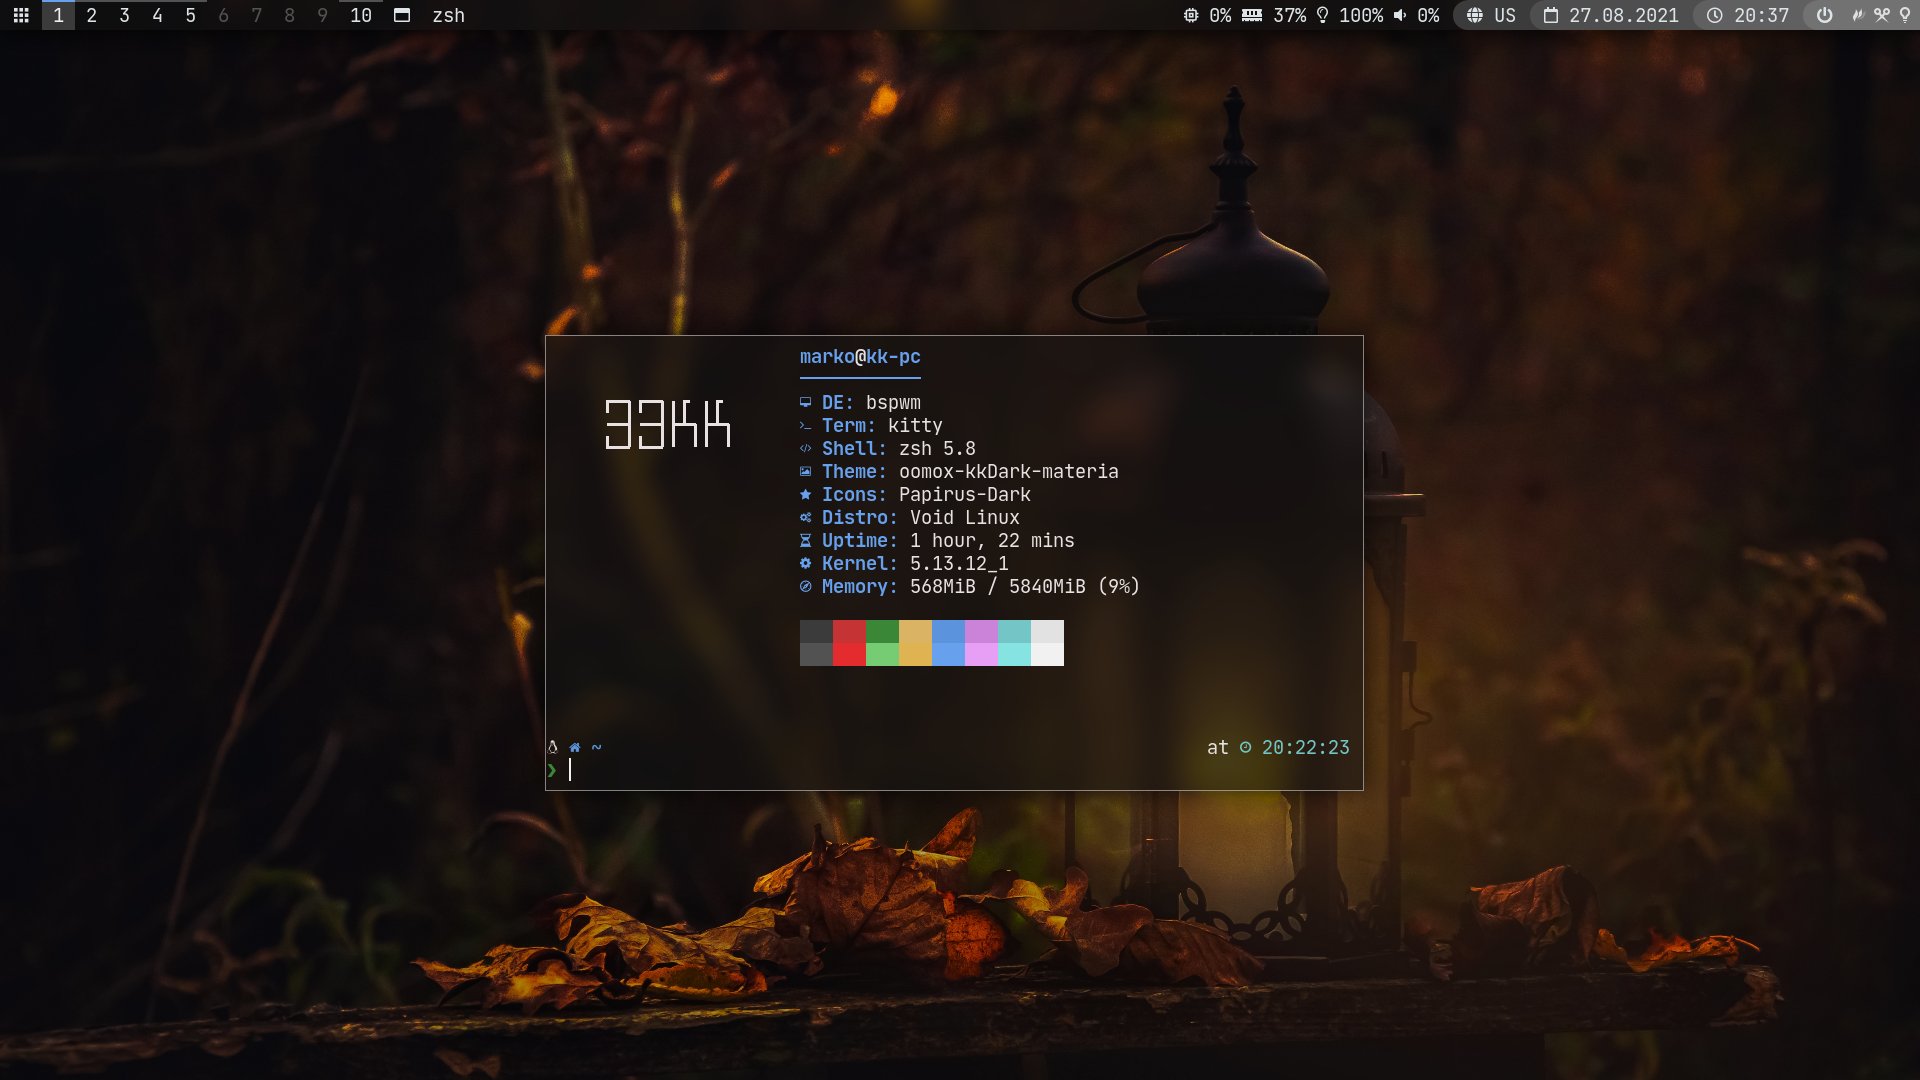 1 2 3 4 5 6 7 8 9 10 zsh 0% 37% 100% 0% US 27.08.2021 20:37
marko@kk-pc
33KK
DE: bspwm
Term: kitty
Shell: zsh 5.8
Theme: oomox-kkDark-materia
Icons: Papirus-Dark
Distro: Void Linux
Uptime: 1 hour, 22 mins
Kernel: 5.13.12_1
Memory: 568MiB / 5840MiB (9%)
~ at 20:22:23
❯